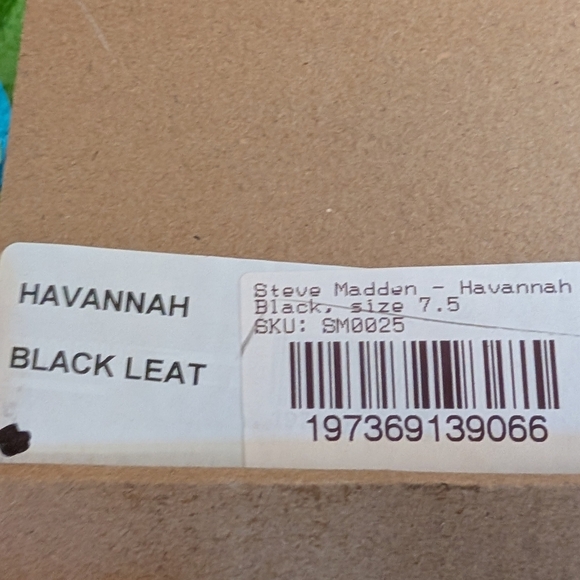 HAVANNAH
BLACK LEAT
Steve Madden - Havannah
Black, size 7.5
SKU: SM0025
197369139066